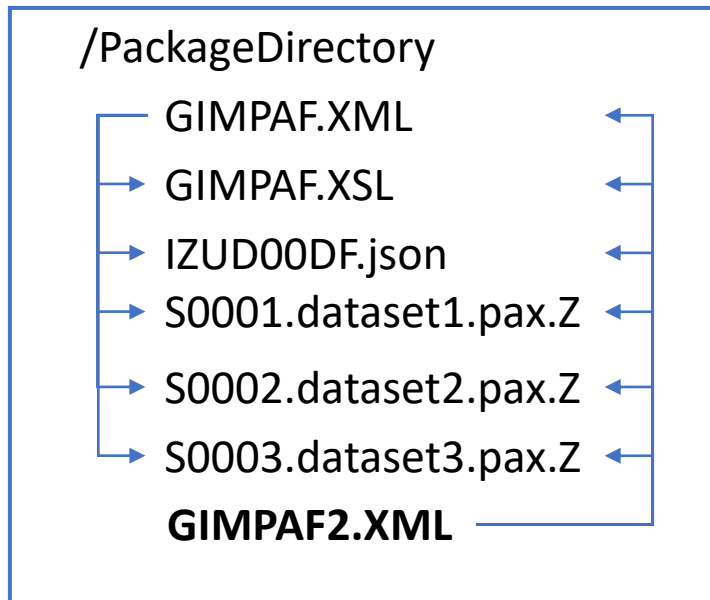 /PackageDirectory
GIMPAF.XML
GIMPAF.XSL
IZUD00DF.json
S0001.dataset1.pax.Z
S0002.dataset2.pax.Z
S0003.dataset3.pax.Z
GIMPAF2.XML